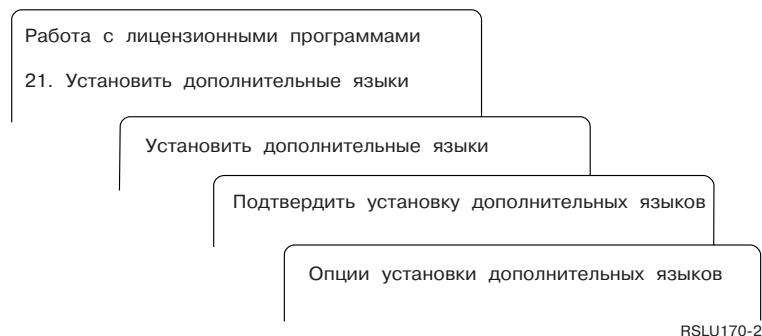 Работа с лицензионными программами
21. Установить дополнительные языки
Установить дополнительные языки
Подтвердить установку дополнительных языков
Опции установки дополнительных языков
RSLU170-2